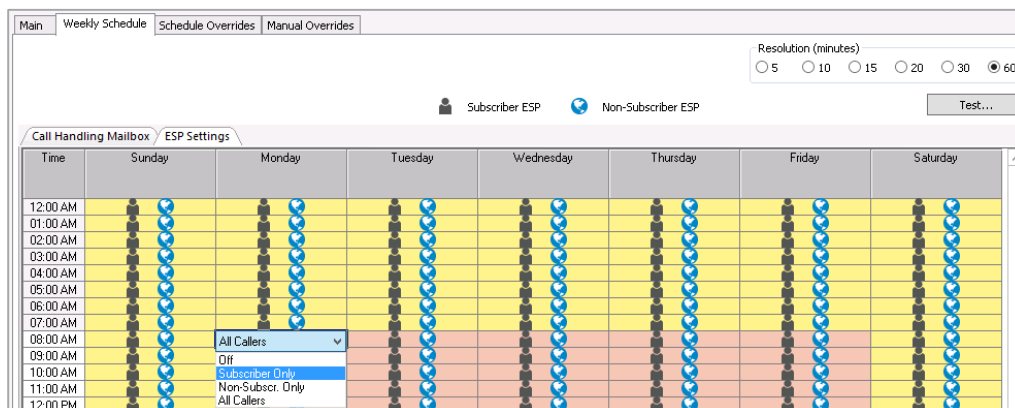 Main Weekly Schedule Schedule Overrides Manual Overrides
Resolution (minutes)
5 10 15 20 30 60
Subscriber ESP Non-Subscriber ESP Test...
Call Handling Mailbox ESP Settings
Time Sunday Monday Tuesday Wednesday Thursday Friday Saturday
12:00 AM
01:00 AM
02:00 AM
03:00 AM
04:00 AM
05:00 AM
06:00 AM
07:00 AM
08:00 AM All Callers
09:00 AM Off
10:00 AM Subscriber Only
11:00 AM Non-Subscr. Only
12:00 PM All Callers